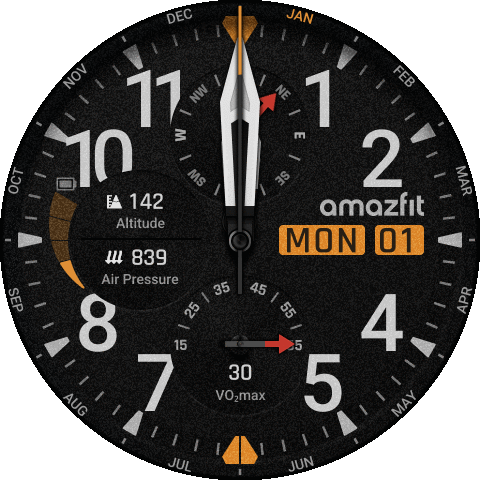 DEC
JAN
NOV
FEB
11
1
NW
NE
10
2
W
E
OCT
SW
SE
MAR
142
Altitude
amazfit
MON 01
839
Air Pressure
SEP
APR
8
4
35
45
25
55
15
65
7
5
30
VO₂max
AUG
MAY
JUL
JUN